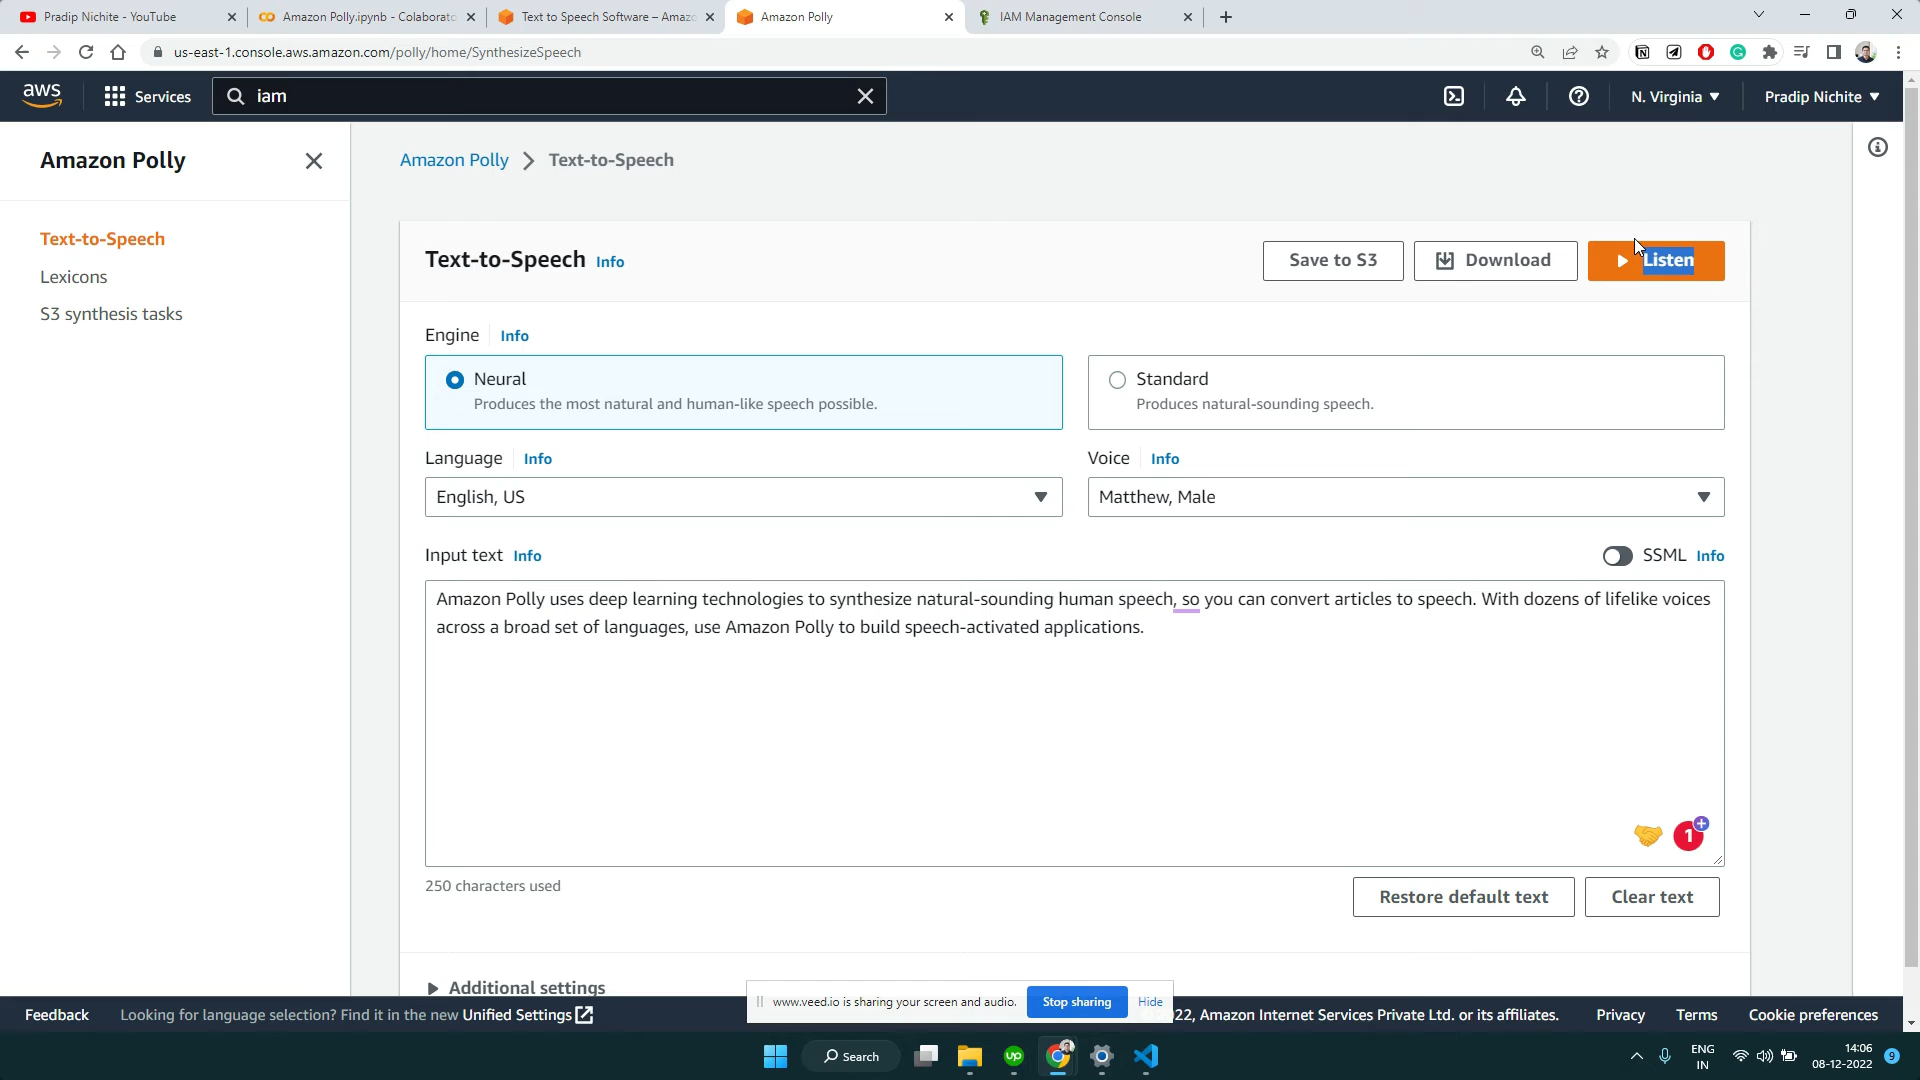 Pradip Nichite - YouTube
Amazon Polly.ipynb - Colaborato
Text to Speech Software – Amaz
Amazon Polly
IAM Management Console
us-east-1.console.aws.amazon.com/polly/home/SynthesizeSpeech
aws
Services
iam
N. Virginia
Pradip Nichite
Amazon Polly
Text-to-Speech
Lexicons
S3 synthesis tasks
Amazon Polly
Text-to-Speech
Text-to-Speech Info
Save to S3
Download
Listen
Engine Info
Neural
Produces the most natural and human-like speech possible.
Standard
Produces natural-sounding speech.
Language Info
English, US
Voice Info
Matthew, Male
Input text Info
SSML Info
Amazon Polly uses deep learning technologies to synthesize natural-sounding human speech, so you can convert articles to speech. With dozens of lifelike voices
across a broad set of languages, use Amazon Polly to build speech-activated applications.
1
250 characters used
Restore default text
Clear text
Additional settings
www.veed.io is sharing your screen and audio.
Stop sharing
Hide
Feedback
Looking for language selection? Find it in the new Unified Settings
22, Amazon Internet Services Private Ltd. or its affiliates.
Privacy
Terms
Cookie preferences
Search
up
ENG
IN
14:06
08-12-2022
9